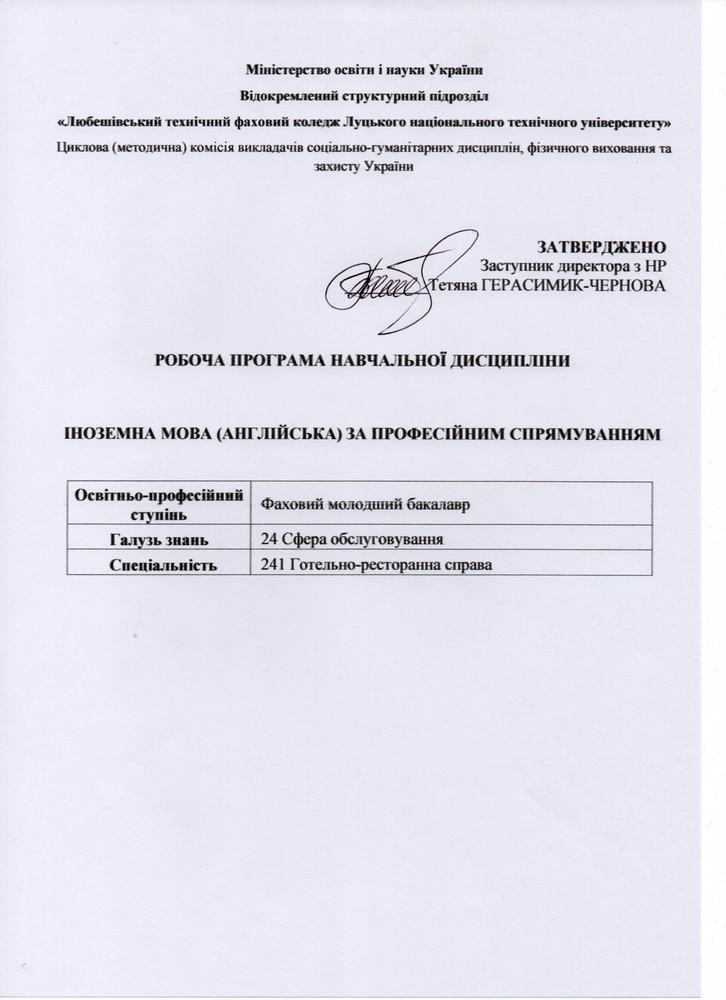 Міністерство освіти і науки України
Відокремлений структурний підрозділ
«Любешівський технічний фаховий коледж Луцького національного технічного університету»
Циклова (методична) комісія викладачів соціально-гуманітарних дисциплін, фізичного виховання та
захисту України
ЗАТВЕРДЖЕНО
Заступник директора з НР
Тетяна ГЕРАСИМИК-ЧЕРНОВА
РОБОЧА ПРОГРАМА НАВЧАЛЬНОЇ ДИСЦИПЛІНИ
ІНОЗЕМНА МОВА (АНГЛІЙСЬКА) ЗА ПРОФЕСІЙНИМ СПРЯМУВАННЯМ
Освітньо-професійний
ступінь
Фаховий молодший бакалавр
Галузь знань
24 Сфера обслуговування
Спеціальність
241 Готельно-ресторанна справа